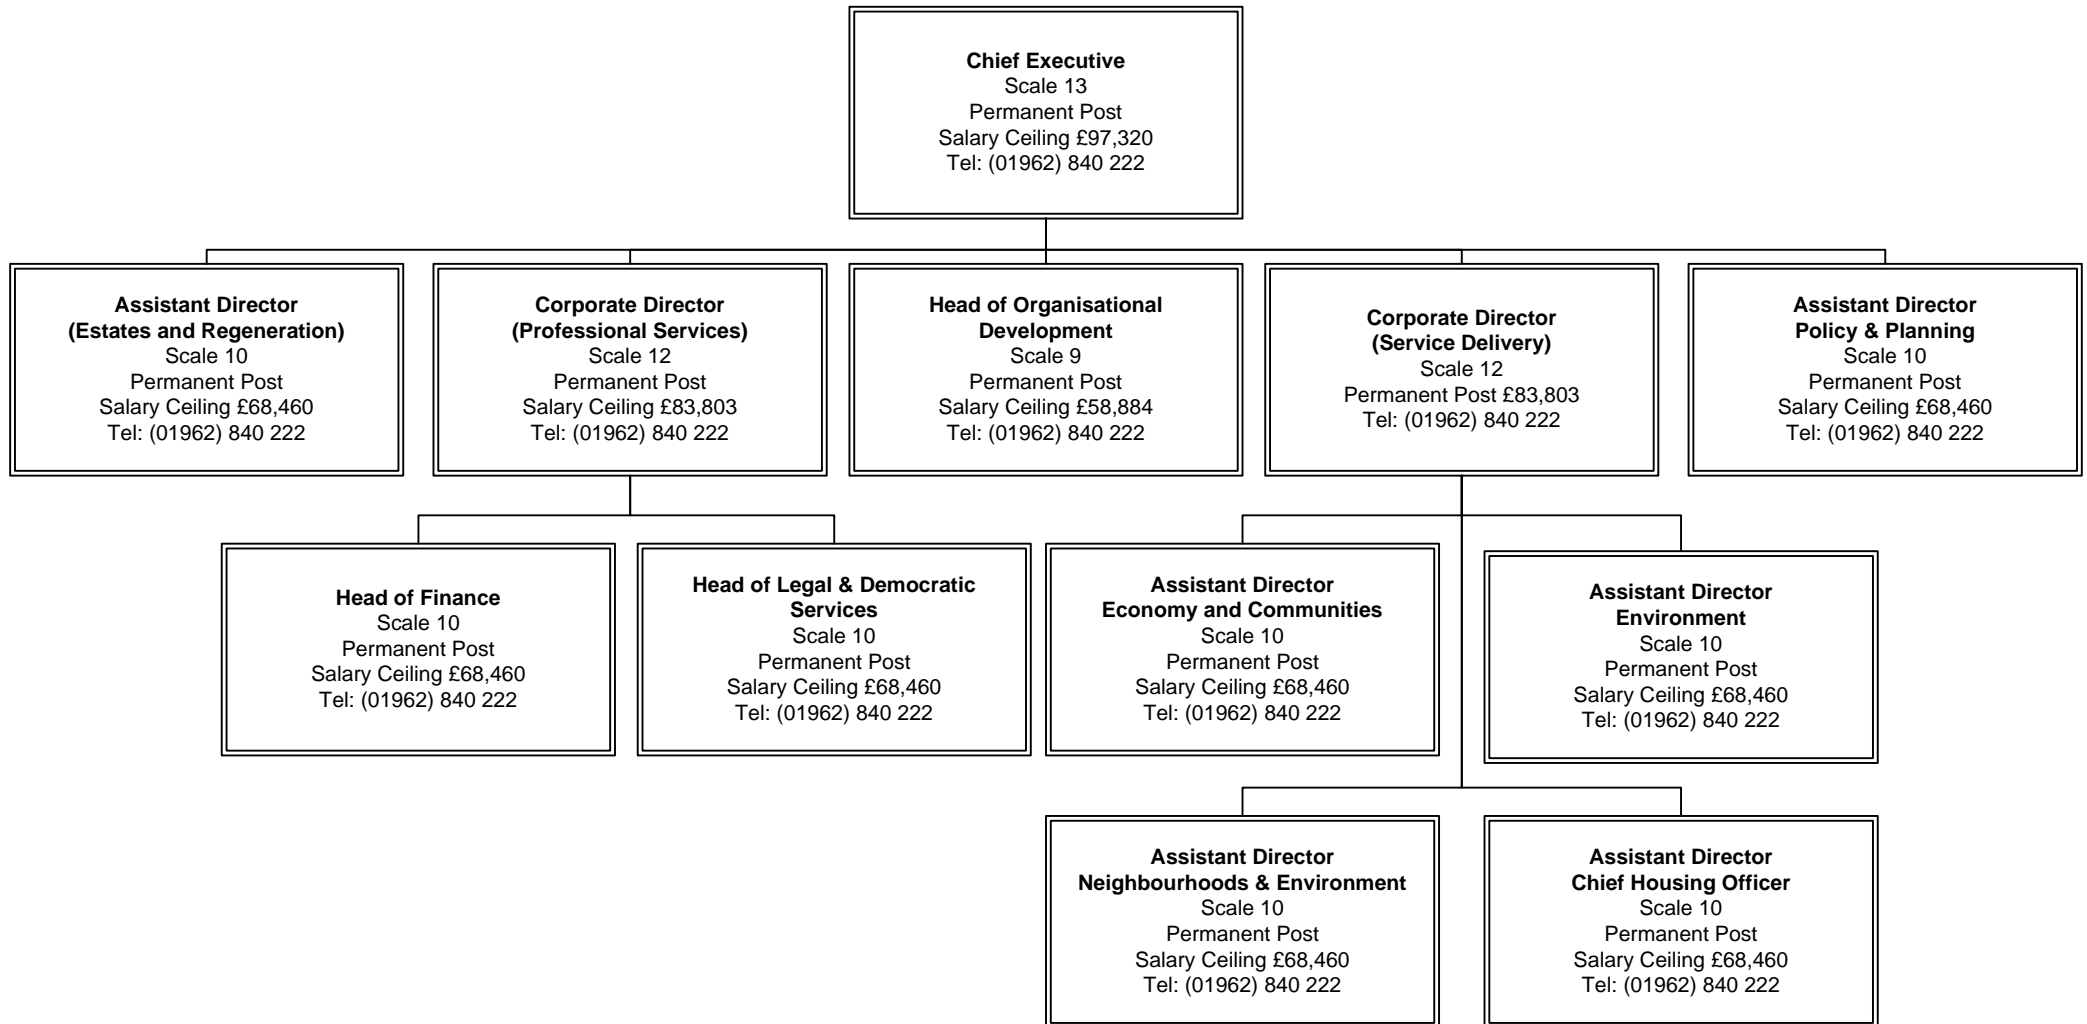 Chief Executive
Scale 13
Permanent Post
Salary Ceiling £97,320
Tel: (01962) 840 222
Assistant Director
(Estates and Regeneration)
Scale 10
Permanent Post
Salary Ceiling £68,460
Tel: (01962) 840 222
Corporate Director
(Professional Services)
Scale 12
Permanent Post
Salary Ceiling £83,803
Tel: (01962) 840 222
Head of Organisational
Development
Scale 9
Permanent Post
Salary Ceiling £58,884
Tel: (01962) 840 222
Corporate Director
(Service Delivery)
Scale 12
Permanent Post £83,803
Tel: (01962) 840 222
Assistant Director
Policy & Planning
Scale 10
Permanent Post
Salary Ceiling £68,460
Tel: (01962) 840 222
Head of Finance
Scale 10
Permanent Post
Salary Ceiling £68,460
Tel: (01962) 840 222
Head of Legal & Democratic
Services
Scale 10
Permanent Post
Salary Ceiling £68,460
Tel: (01962) 840 222
Assistant Director
Economy and Communities
Scale 10
Permanent Post
Salary Ceiling £68,460
Tel: (01962) 840 222
Assistant Director
Environment
Scale 10
Permanent Post
Salary Ceiling £68,460
Tel: (01962) 840 222
Assistant Director
Neighbourhoods & Environment
Scale 10
Permanent Post
Salary Ceiling £68,460
Tel: (01962) 840 222
Assistant Director
Chief Housing Officer
Scale 10
Permanent Post
Salary Ceiling £68,460
Tel: (01962) 840 222